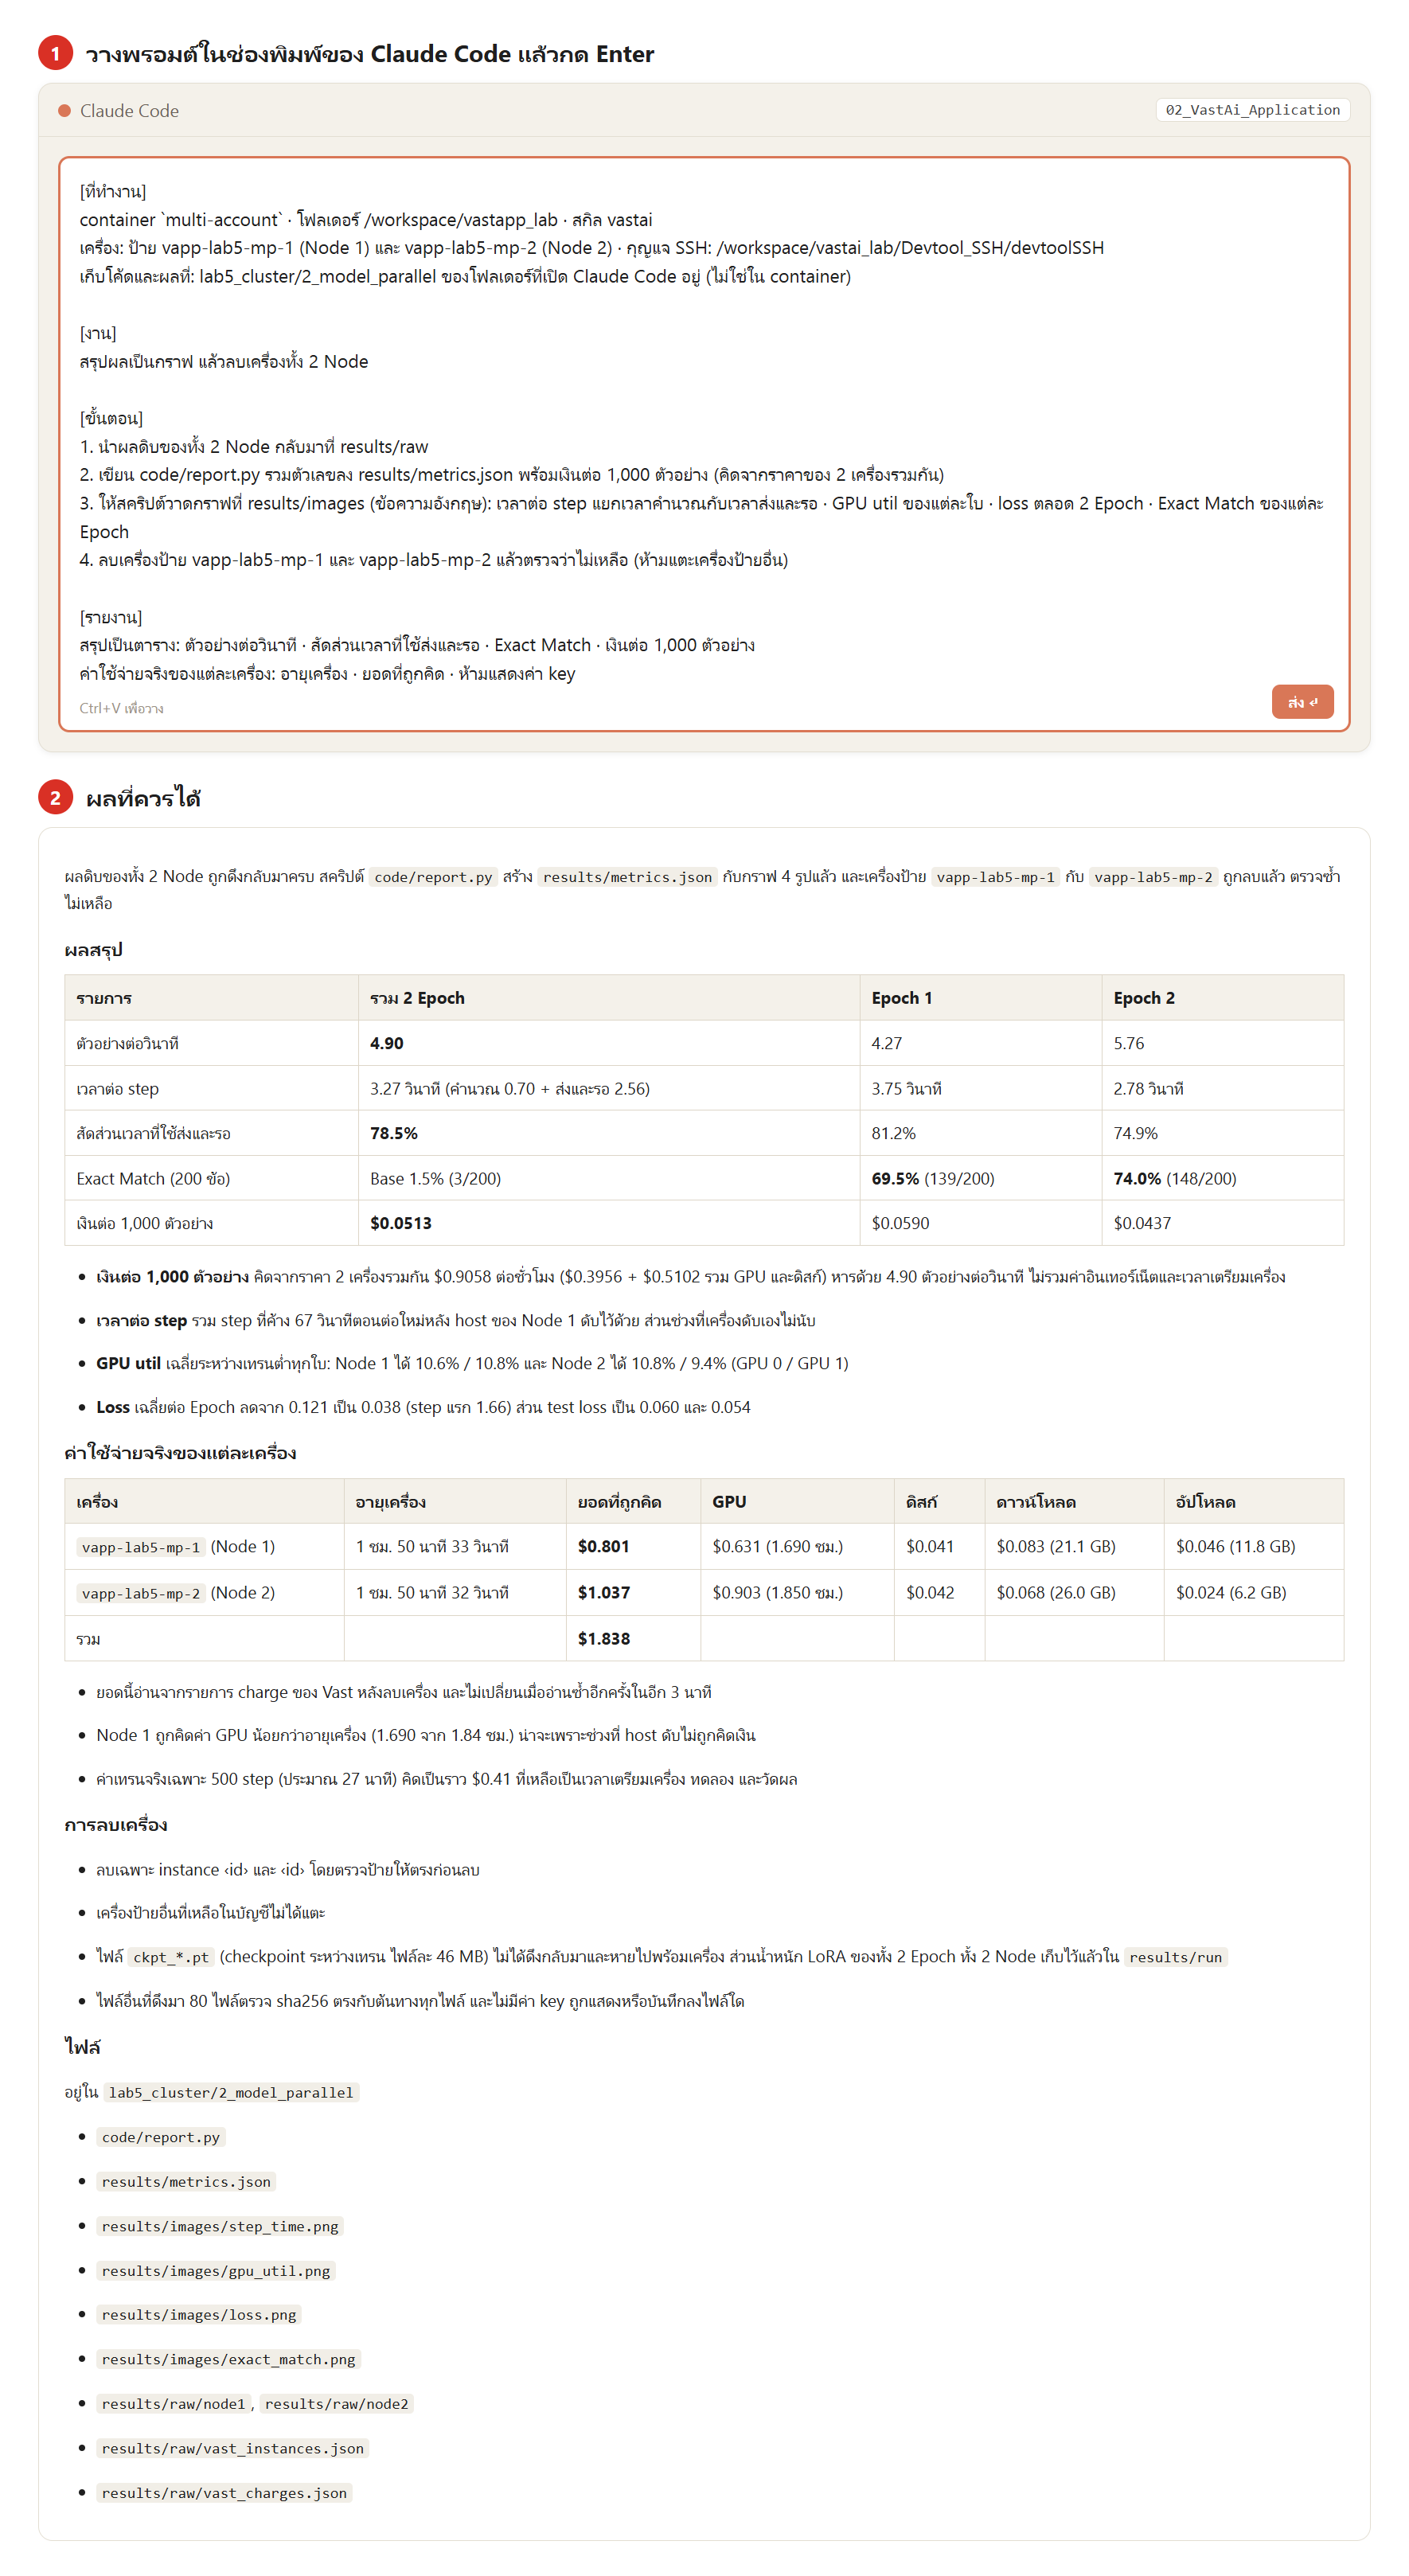 1 วางพรอมต์ในช่องพิมพ์ของ Claude Code แล้วกด Enter
Claude Code
02_VastAi_Application
[ที่ทำงาน]
container `multi-account` · โฟลเดอร์ /workspace/vastapp_lab · สกิล vastai
เครื่อง: ป้าย vapp-lab5-mp-1 (Node 1) และ vapp-lab5-mp-2 (Node 2) · กุญแจ SSH: /workspace/vastai_lab/Devtool_SSH/devtoolSSH
เก็บโค้ดและผลที่: lab5_cluster/2_model_parallel ของโฟลเดอร์ที่เปิด Claude Code อยู่ (ไม่ใช่ใน container)
[งาน]
สรุปผลเป็นกราฟ แล้วลบเครื่องทั้ง 2 Node
[ขั้นตอน]
1. นำผลดิบของทั้ง 2 Node กลับมาที่ results/raw
2. เขียน code/report.py รวมตัวเลขลง results/metrics.json พร้อมเงินต่อ 1,000 ตัวอย่าง (คิดจากราคาของ 2 เครื่องรวมกัน)
3. ให้สคริปต์วาดกราฟที่ results/images (ข้อความอังกฤษ): เวลาต่อ step แยกเวลาคำนวณกับเวลาส่งและรอ · GPU util ของแต่ละใบ · loss ตลอด 2 Epoch · Exact Match ของแต่ละ
Epoch
4. ลบเครื่องป้าย vapp-lab5-mp-1 และ vapp-lab5-mp-2 แล้วตรวจว่าไม่เหลือ (ห้ามแตะเครื่องป้ายอื่น)
[รายงาน]
สรุปเป็นตาราง: ตัวอย่างต่อวินาที · สัดส่วนเวลาที่ใช้ส่งและรอ · Exact Match · เงินต่อ 1,000 ตัวอย่าง
ค่าใช้จ่ายจริงของแต่ละเครื่อง: อายุเครื่อง · ยอดที่ถูกคิด · ห้ามแสดงค่า key
Ctrl+V เพื่อวาง
ส่ง ⏎
2 ผลที่ควรได้
ผลดิบของทั้ง 2 Node ถูกดึงกลับมาครบ สคริปต์ code/report.py สร้าง results/metrics.json กับกราฟ 4 รูปแล้ว และเครื่องป้าย vapp-lab5-mp-1 กับ vapp-lab5-mp-2 ถูกลบแล้ว ตรวจซ้ำ
ไม่เหลือ
ผลสรุป
รายการ รวม 2 Epoch Epoch 1 Epoch 2
ตัวอย่างต่อวินาที 4.90 4.27 5.76
เวลาต่อ step 3.27 วินาที (คำนวณ 0.70 + ส่งและรอ 2.56) 3.75 วินาที 2.78 วินาที
สัดส่วนเวลาที่ใช้ส่งและรอ 78.5% 81.2% 74.9%
Exact Match (200 ข้อ) Base 1.5% (3/200) 69.5% (139/200) 74.0% (148/200)
เงินต่อ 1,000 ตัวอย่าง $0.0513 $0.0590 $0.0437
• เงินต่อ 1,000 ตัวอย่าง คิดจากราคา 2 เครื่องรวมกัน $0.9058 ต่อชั่วโมง ($0.3956 + $0.5102 รวม GPU และดิสก์) หารด้วย 4.90 ตัวอย่างต่อวินาที ไม่รวมค่าอินเทอร์เน็ตและเวลาเตรียมเครื่อง
• เวลาต่อ step รวม step ที่ค้าง 67 วินาทีตอนต่อใหม่หลัง host ของ Node 1 ดับไว้ด้วย ส่วนช่วงที่เครื่องดับเองไม่นับ
• GPU util เฉลี่ยระหว่างเทรนต่ำทุกใบ: Node 1 ได้ 10.6% / 10.8% และ Node 2 ได้ 10.8% / 9.4% (GPU 0 / GPU 1)
• Loss เฉลี่ยต่อ Epoch ลดจาก 0.121 เป็น 0.038 (step แรก 1.66) ส่วน test loss เป็น 0.060 และ 0.054
ค่าใช้จ่ายจริงของแต่ละเครื่อง
เครื่อง อายุเครื่อง ยอดที่ถูกคิด GPU ดิสก์ ดาวน์โหลด อัปโหลด
vapp-lab5-mp-1 (Node 1) 1 ชม. 50 นาที 33 วินาที $0.801 $0.631 (1.690 ชม.) $0.041 $0.083 (21.1 GB) $0.046 (11.8 GB)
vapp-lab5-mp-2 (Node 2) 1 ชม. 50 นาที 32 วินาที $1.037 $0.903 (1.850 ชม.) $0.042 $0.068 (26.0 GB) $0.024 (6.2 GB)
รวม $1.838
• ยอดนี้อ่านจากรายการ charge ของ Vast หลังลบเครื่อง และไม่เปลี่ยนเมื่ออ่านซ้ำอีกครั้งในอีก 3 นาที
• Node 1 ถูกคิดค่า GPU น้อยกว่าอายุเครื่อง (1.690 จาก 1.84 ชม.) น่าจะเพราะช่วงที่ host ดับไม่ถูกคิดเงิน
• ค่าเทรนจริงเฉพาะ 500 step (ประมาณ 27 นาที) คิดเป็นราว $0.41 ที่เหลือเป็นเวลาเตรียมเครื่อง ทดลอง และวัดผล
การลบเครื่อง
• ลบเฉพาะ instance ‹id› และ ‹id› โดยตรวจป้ายให้ตรงก่อนลบ
• เครื่องป้ายอื่นที่เหลือในบัญชีไม่ได้แตะ
• ไฟล์ ckpt_*.pt (checkpoint ระหว่างเทรน ไฟล์ละ 46 MB) ไม่ได้ดึงกลับมาและหายไปพร้อมเครื่อง ส่วนน้ำหนัก LoRA ของทั้ง 2 Epoch ทั้ง 2 Node เก็บไว้แล้วใน results/run
• ไฟล์อื่นที่ดึงมา 80 ไฟล์ตรวจ sha256 ตรงกับต้นทางทุกไฟล์ และไม่มีค่า key ถูกแสดงหรือบันทึกลงไฟล์ใด
ไฟล์
อยู่ใน lab5_cluster/2_model_parallel
• code/report.py
• results/metrics.json
• results/images/step_time.png
• results/images/gpu_util.png
• results/images/loss.png
• results/images/exact_match.png
• results/raw/node1, results/raw/node2
• results/raw/vast_instances.json
• results/raw/vast_charges.json